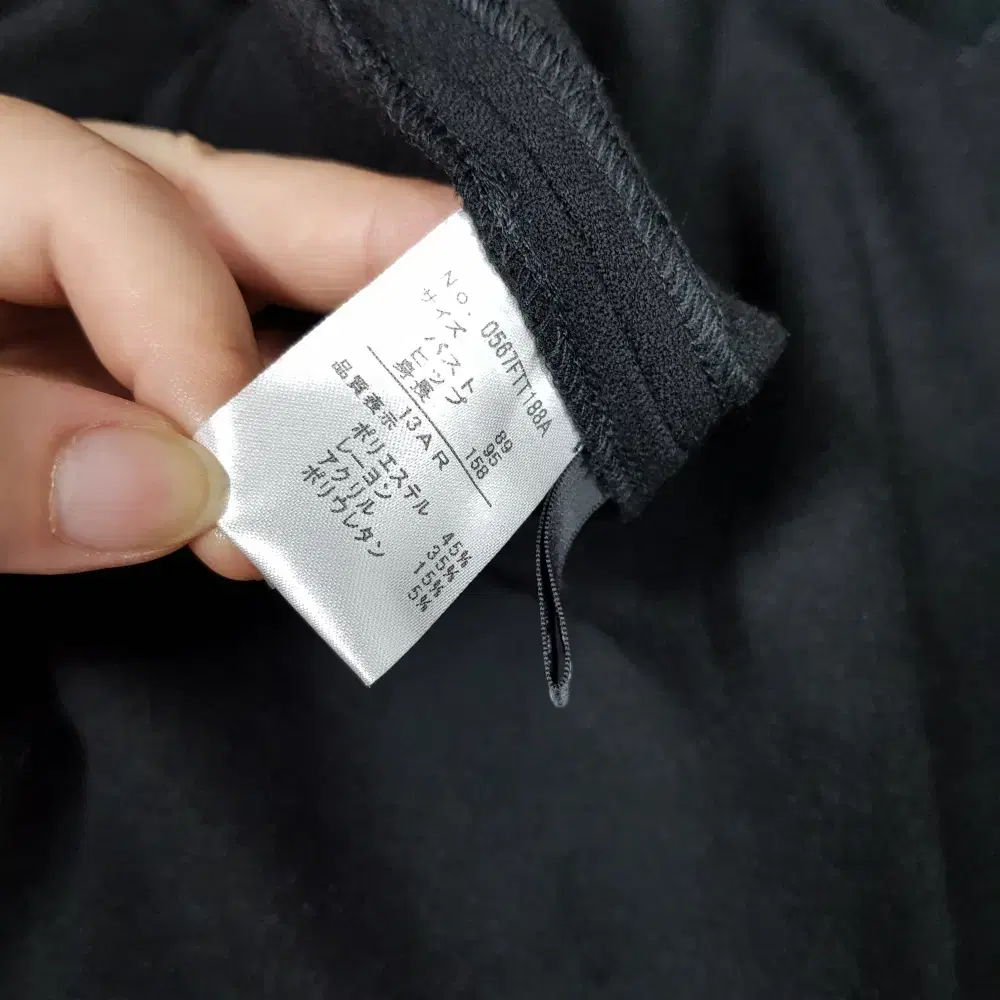 No. 0567FTT188A
サイズ
バスト 89
ヒップ 95
身長 158
13AR
品質表示
ポリエステル 45%
レーヨン 35%
アクリル 15%
ポリウレタン 5%